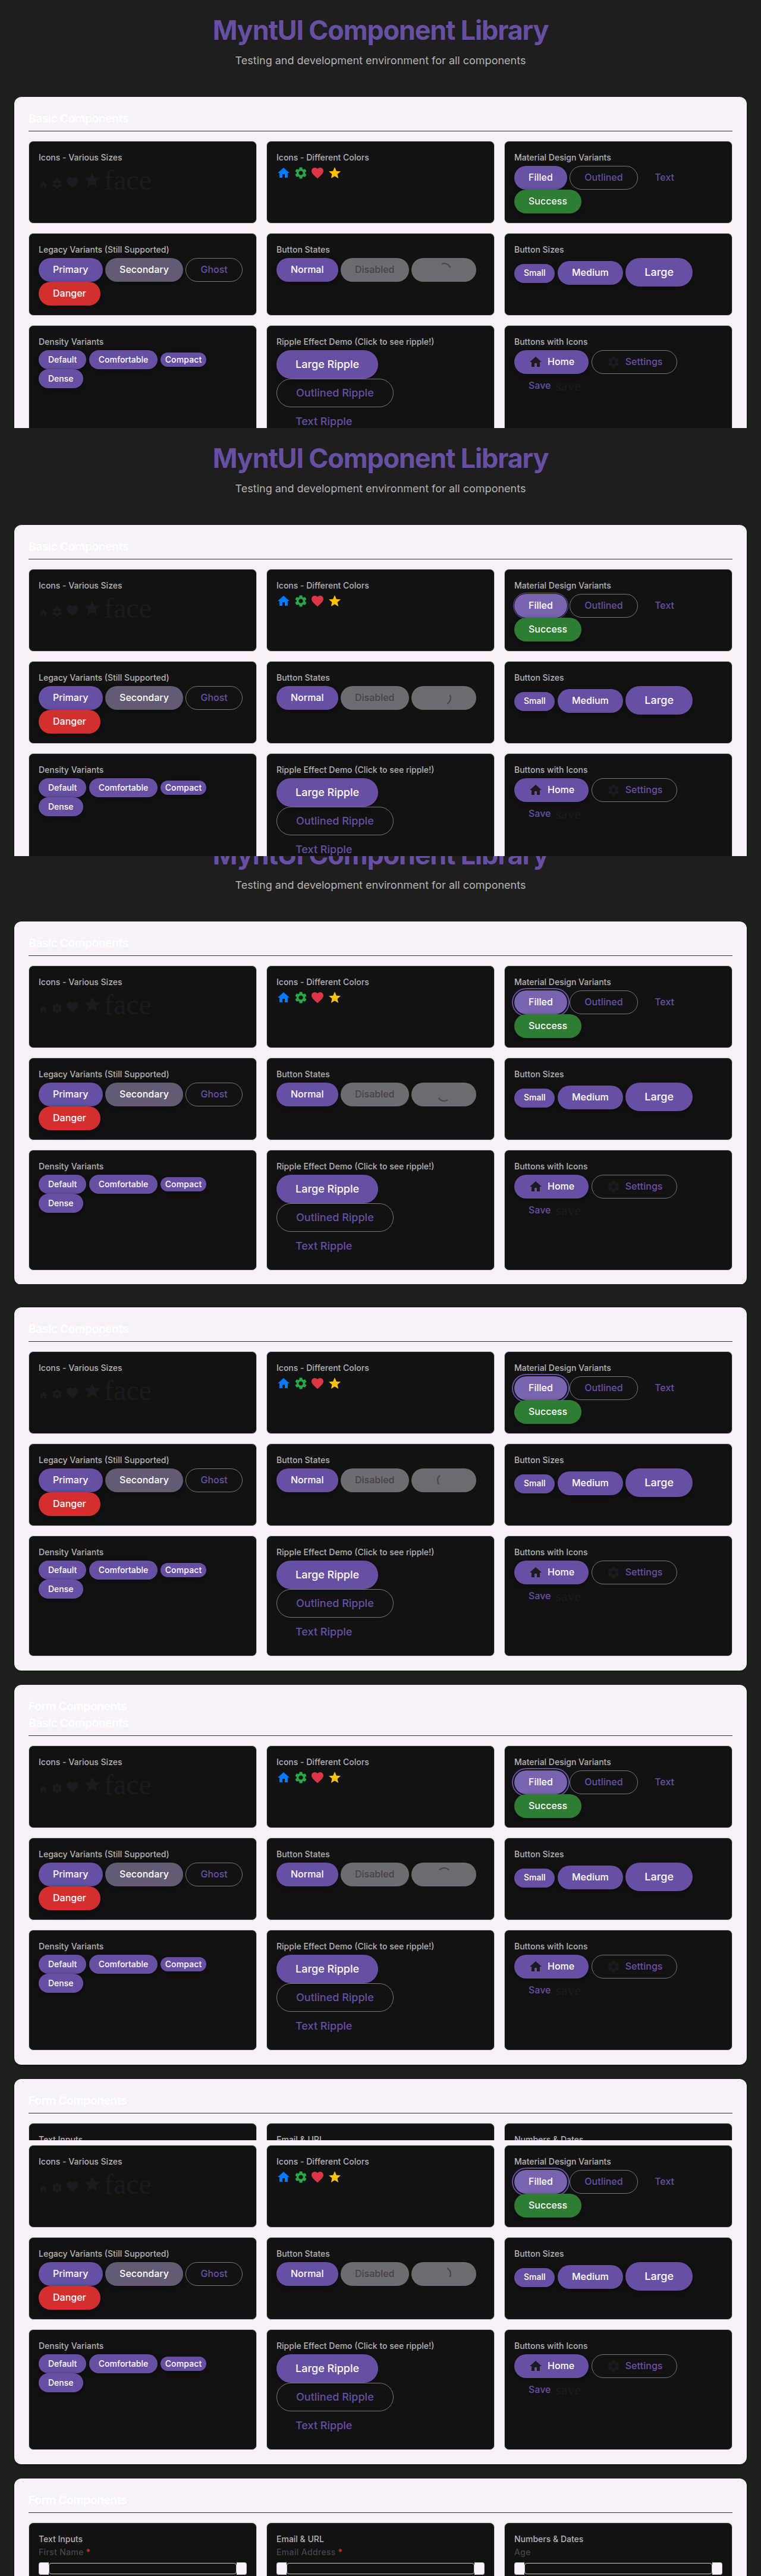 MyntUI Component Library
Testing and development environment for all components
Basic Components
Icons - Various Sizes
face
Icons - Different Colors
Material Design Variants
Filled Outlined Text
Success
Legacy Variants (Still Supported)
Primary Secondary Ghost
Danger
Button States
Normal Disabled
Button Sizes
Small Medium Large
Density Variants
Default Comfortable Compact
Dense
Ripple Effect Demo (Click to see ripple!)
Large Ripple
Outlined Ripple
Text Ripple
Buttons with Icons
Home Settings
Save save
MyntUI Component Library
Testing and development environment for all components
Basic Components
Icons - Various Sizes
face
Icons - Different Colors
Material Design Variants
Filled Outlined Text
Success
Legacy Variants (Still Supported)
Primary Secondary Ghost
Danger
Button States
Normal Disabled
Button Sizes
Small Medium Large
Density Variants
Default Comfortable Compact
Dense
Ripple Effect Demo (Click to see ripple!)
Large Ripple
Outlined Ripple
Text Ripple
Buttons with Icons
Home Settings
Save save
MyntUI Component Library
Testing and development environment for all components
Basic Components
Icons - Various Sizes
face
Icons - Different Colors
Material Design Variants
Filled Outlined Text
Success
Legacy Variants (Still Supported)
Primary Secondary Ghost
Danger
Button States
Normal Disabled
Button Sizes
Small Medium Large
Density Variants
Default Comfortable Compact
Dense
Ripple Effect Demo (Click to see ripple!)
Large Ripple
Outlined Ripple
Text Ripple
Buttons with Icons
Home Settings
Save save
Basic Components
Icons - Various Sizes
face
Icons - Different Colors
Material Design Variants
Filled Outlined Text
Success
Legacy Variants (Still Supported)
Primary Secondary Ghost
Danger
Button States
Normal Disabled
Button Sizes
Small Medium Large
Density Variants
Default Comfortable Compact
Dense
Ripple Effect Demo (Click to see ripple!)
Large Ripple
Outlined Ripple
Text Ripple
Buttons with Icons
Home Settings
Save save
Form Components
Basic Components
Icons - Various Sizes
face
Icons - Different Colors
Material Design Variants
Filled Outlined Text
Success
Legacy Variants (Still Supported)
Primary Secondary Ghost
Danger
Button States
Normal Disabled
Button Sizes
Small Medium Large
Density Variants
Default Comfortable Compact
Dense
Ripple Effect Demo (Click to see ripple!)
Large Ripple
Outlined Ripple
Text Ripple
Buttons with Icons
Home Settings
Save save
Form Components
Text Inputs
Email & URL
Numbers & Dates
Icons - Various Sizes
face
Icons - Different Colors
Material Design Variants
Filled Outlined Text
Success
Legacy Variants (Still Supported)
Primary Secondary Ghost
Danger
Button States
Normal Disabled
Button Sizes
Small Medium Large
Density Variants
Default Comfortable Compact
Dense
Ripple Effect Demo (Click to see ripple!)
Large Ripple
Outlined Ripple
Text Ripple
Buttons with Icons
Home Settings
Save save
Form Components
Text Inputs
First Name *
Email & URL
Email Address *
Numbers & Dates
Age